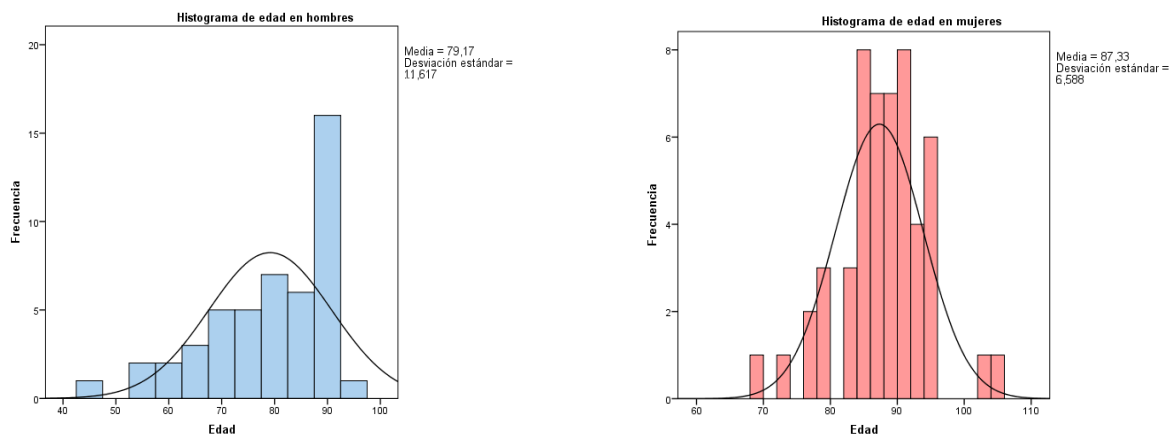 Histograma de edad en hombres
20
15
10
5
0
Frecuencia
40 50 60 70 80 90 100
Edad
Media = 79,17
Desviación estándar =
11,617
Histograma de edad en mujeres
8
6
4
2
0
Frecuencia
60 70 80 90 100 110
Edad
Media = 87,33
Desviación estándar =
6,588